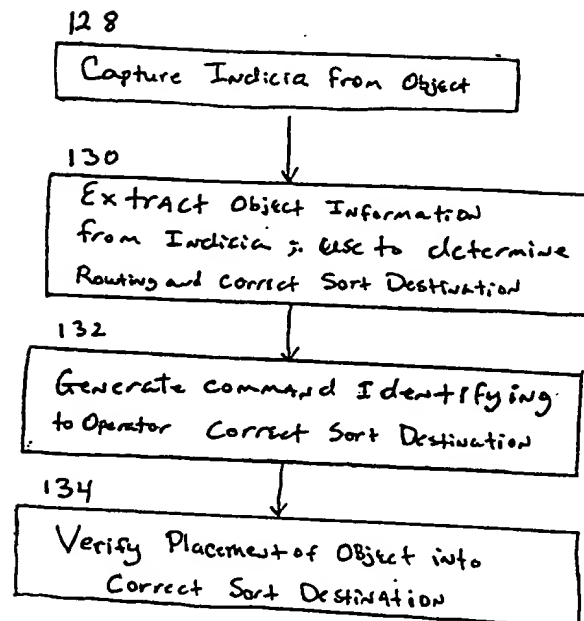 128
Capture Indicia from Object
130
Extract Object Information
from Indicia ; use to determine
Routing and correct Sort Destination
132
Generate command Identifying
to Operator Correct Sort Destination
134
Verify Placement of Object into
Correct Sort Destination